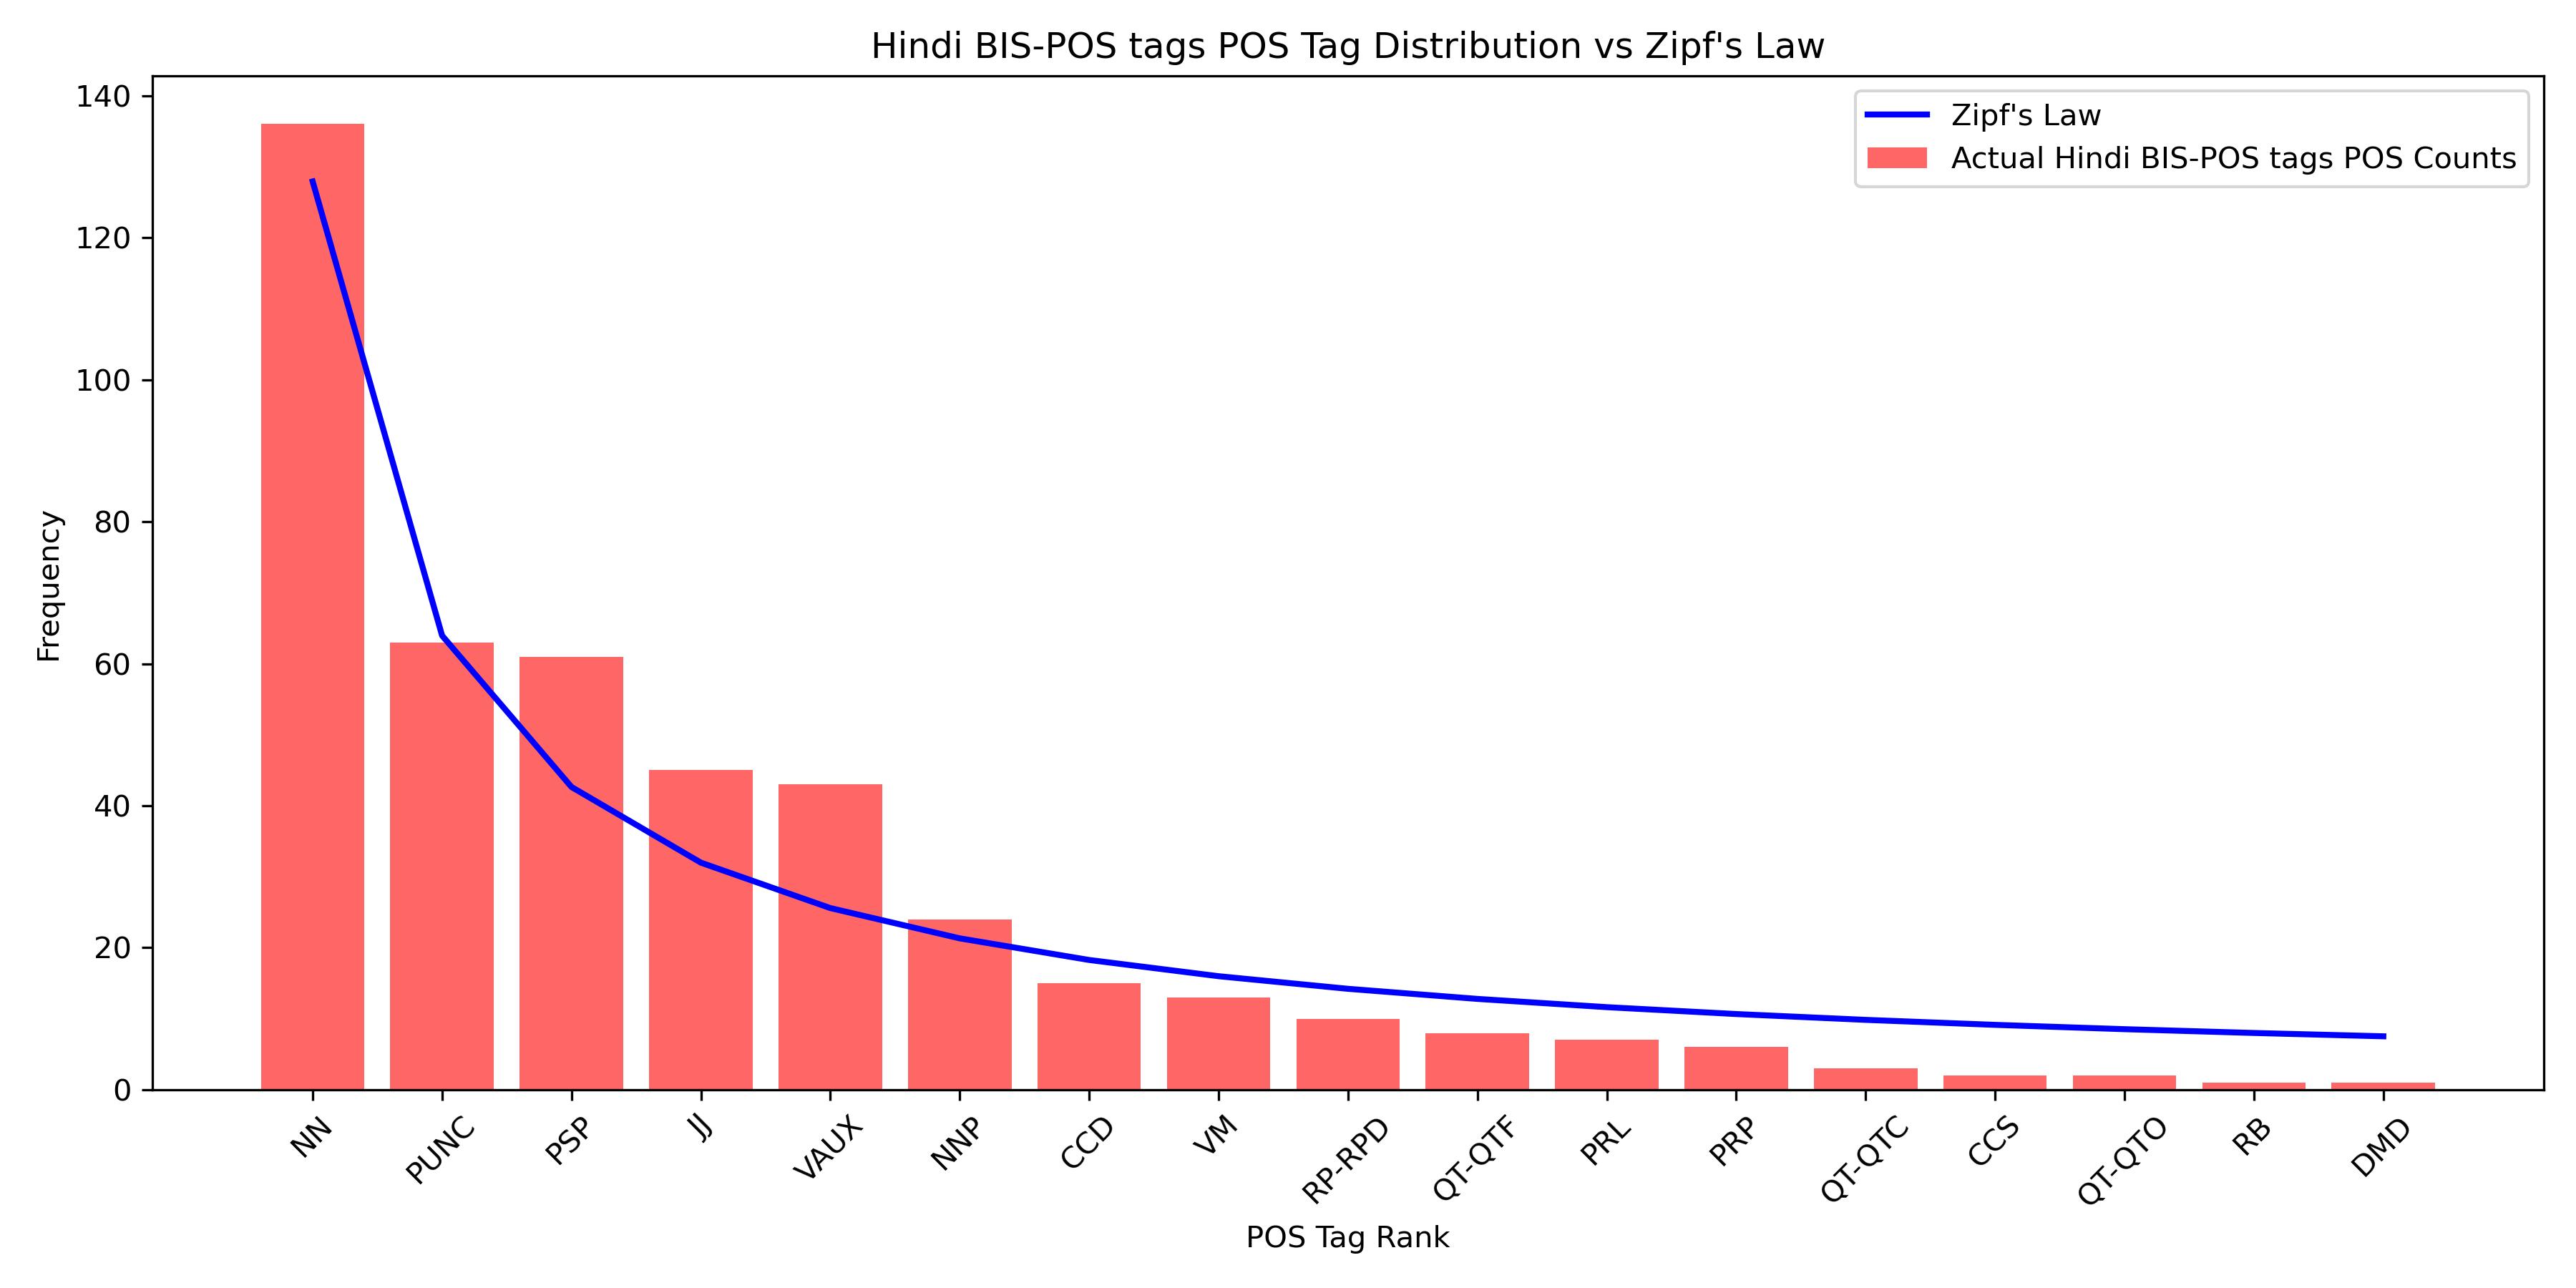 Hindi BIS-POS tags POS Tag Distribution vs Zipf's Law
Zipf's Law
Actual Hindi BIS-POS tags POS Counts
140
120
100
80
60
40
20
0
Frequency
NN
PUNC
PSP
JJ
VAUX
NNP
CCD
VM
RP-RPD
QT-QTF
PRL
PRP
QT-QTC
CCS
QT-QTO
RB
DMD
POS Tag Rank